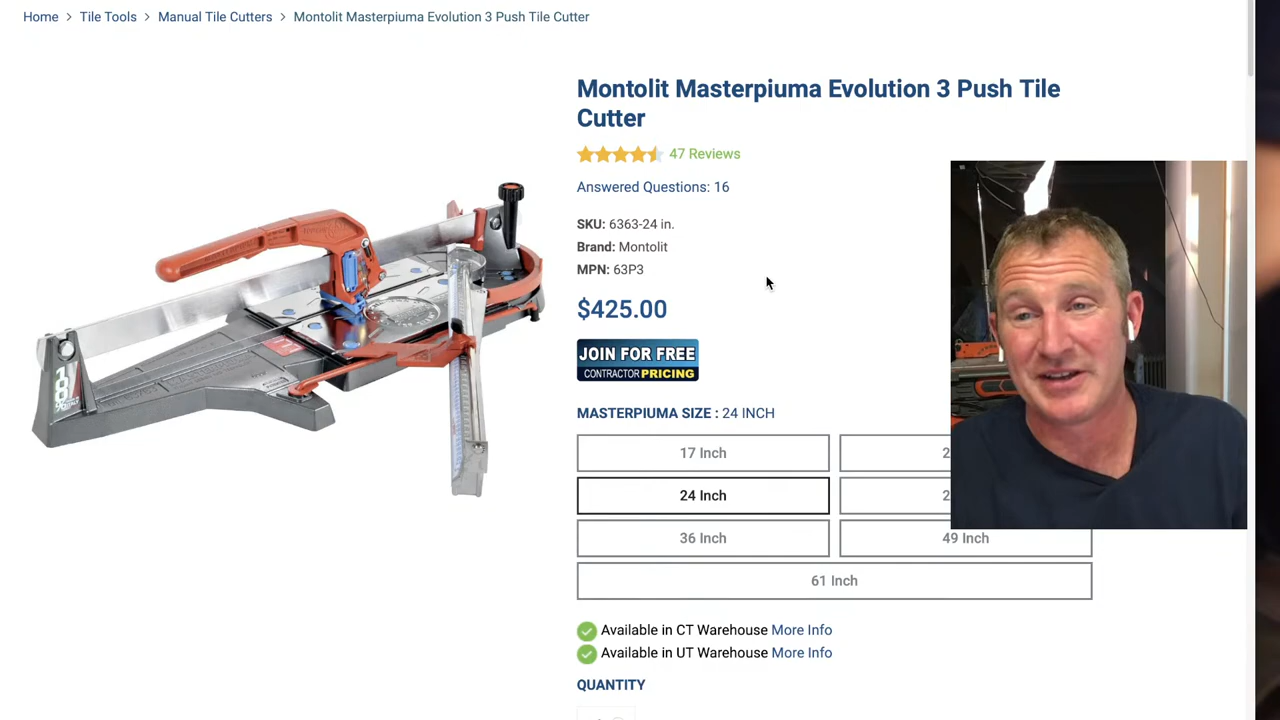 Home > Tile Tools > Manual Tile Cutters > Montolit Masterpiuma Evolution 3 Push Tile Cutter
Montolit Masterpiuma Evolution 3 Push Tile
Cutter
47 Reviews
Answered Questions: 16
SKU: 6363-24 in.
Brand: Montolit
MPN: 63P3
$425.00
JOIN FOR FREE
CONTRACTOR PRICING
MASTERPIUMA SIZE : 24 INCH
17 Inch
2
24 Inch
2
36 Inch
49 Inch
61 Inch
Available in CT Warehouse More Info
Available in UT Warehouse More Info
QUANTITY